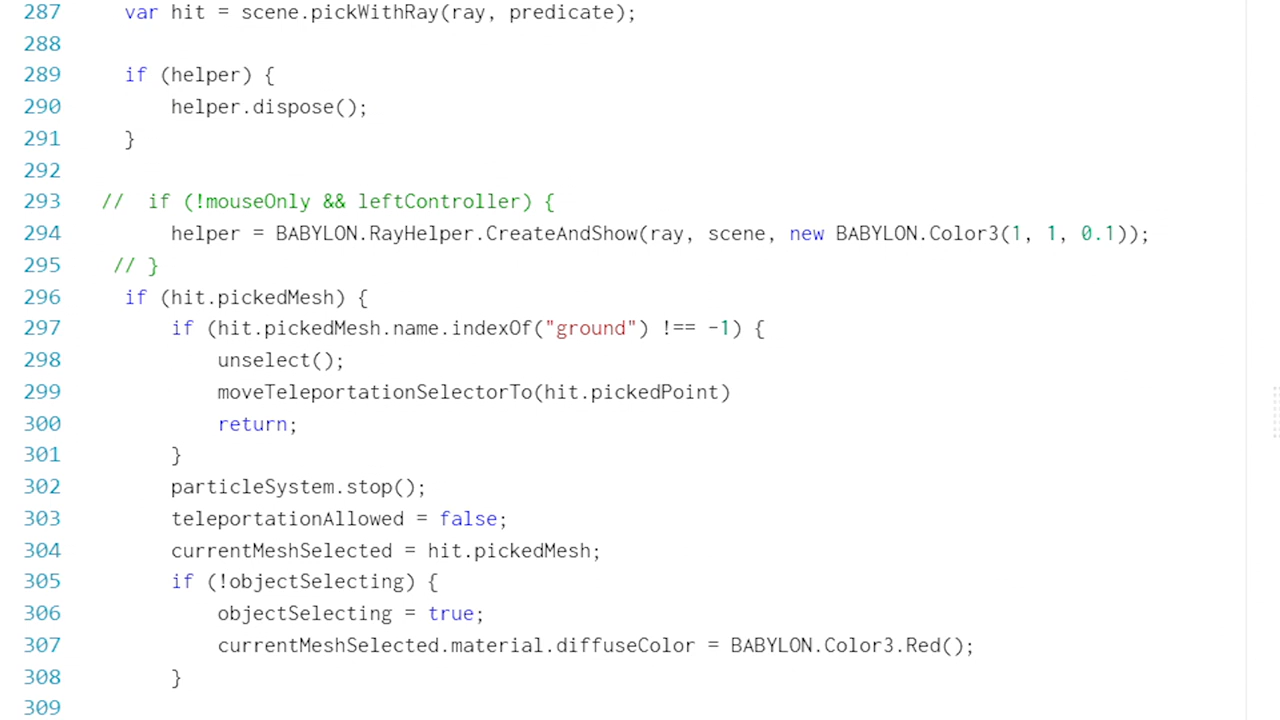 287 var hit = scene.pickWithRay(ray, predicate);
288
289 if (helper) {
290 helper.dispose();
291 }
292
293 // if (!mouseOnly && leftController) {
294 helper = BABYLON.RayHelper.CreateAndShow(ray, scene, new BABYLON.Color3(1, 1, 0.1));
295 // }
296 if (hit.pickedMesh) {
297 if (hit.pickedMesh.name.indexOf("ground") !== -1) {
298 unselect();
299 moveTeleportationSelectorTo(hit.pickedPoint)
300 return;
301 }
302 particleSystem.stop();
303 teleportationAllowed = false;
304 currentMeshSelected = hit.pickedMesh;
305 if (!objectSelecting) {
306 objectSelecting = true;
307 currentMeshSelected.material.diffuseColor = BABYLON.Color3.Red();
308 }
309